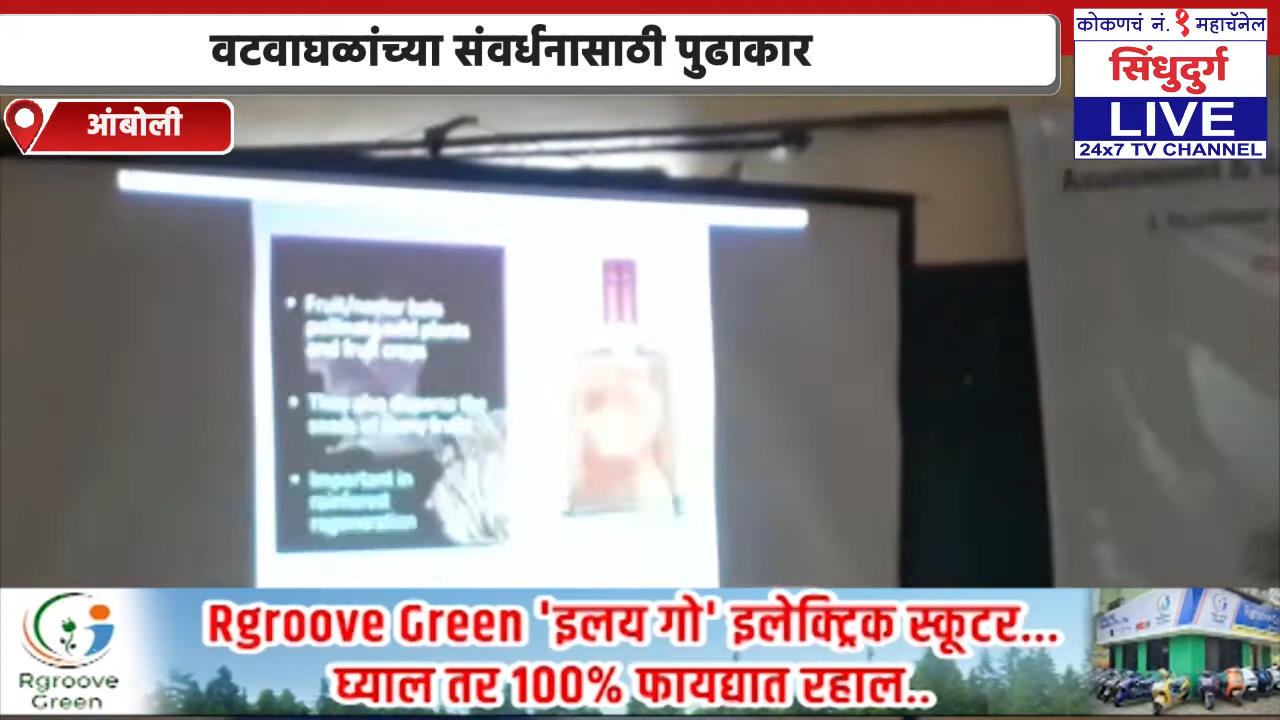 वटवाघळांच्या संवर्धनासाठी पुढाकार
कोकणचं नं. १ महाचॅनेल
सिंधुदुर्ग
LIVE
24x7 TV CHANNEL
आंबोली
• Fruit/nectar bats
pollinate wild plants
and fruit crops
• They also disperse the
seeds of many fruits
• Important in
rainforest
regeneration
Rgroove Green 'इलय गो' इलेक्ट्रिक स्कूटर...
घ्याल तर 100% फायद्यात रहाल..
Rgroove
Green